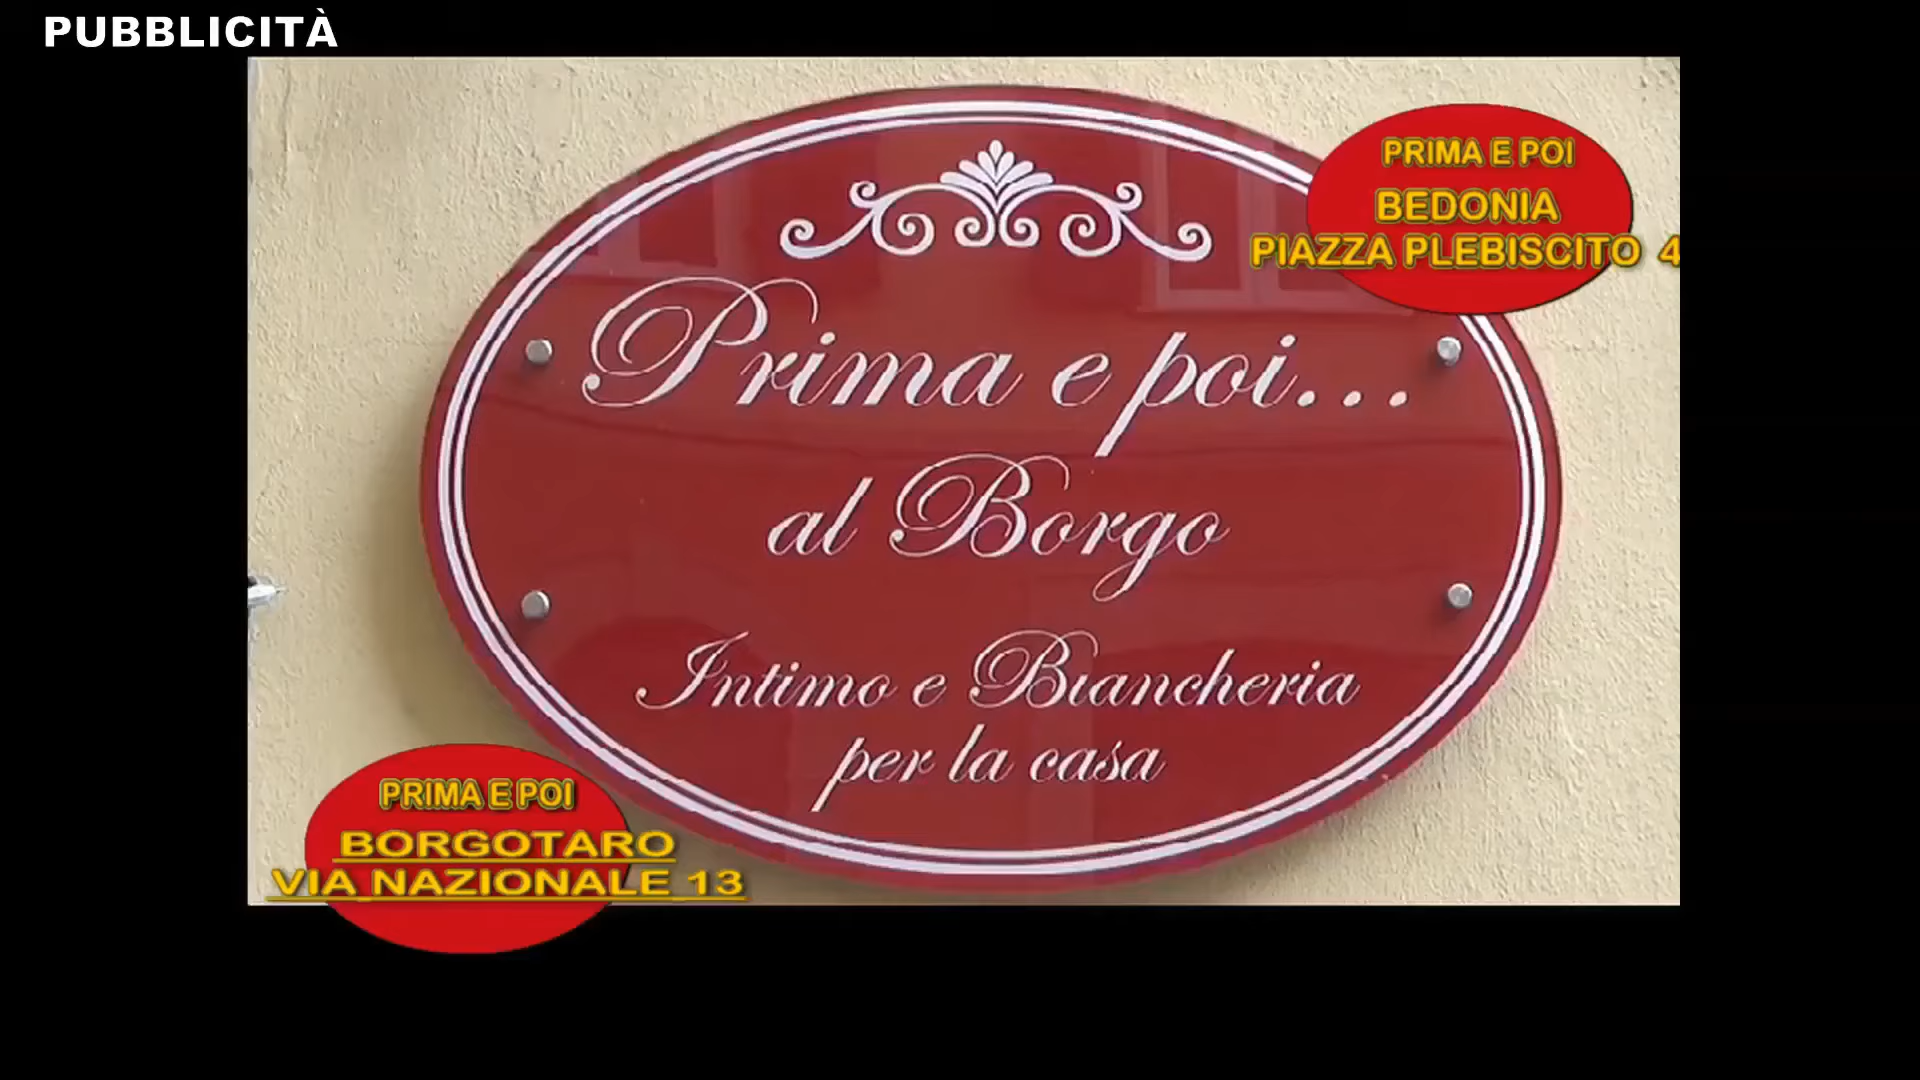 PUBBLICITÀ
PRIMA E POI
BEDONIA
PIAZZA PLEBISCITO 4
Prima e poi...
al Borgo
Intimo e Biancheria
per la casa
PRIMA E POI
BORGOTARO
VIA NAZIONALE 13